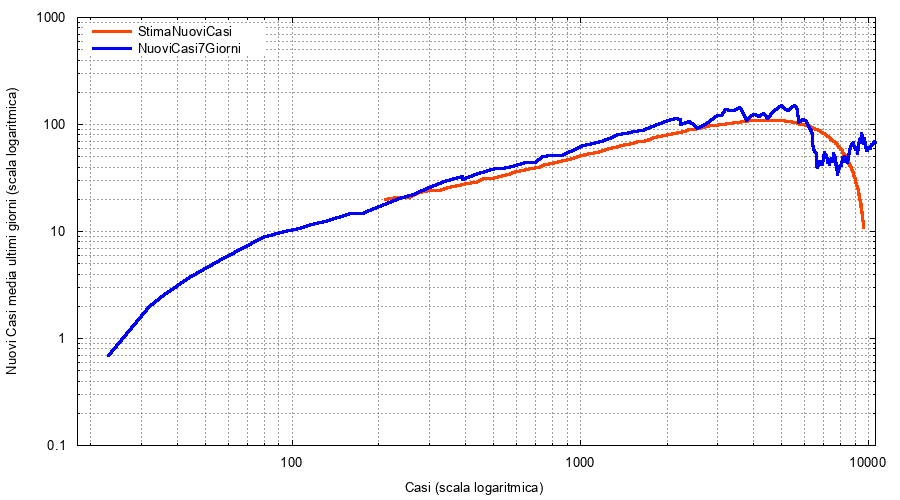 StimaNuoviCasi
NuoviCasi7Giorni
Nuovi Casi media ultimi giorni (scala logaritmica)
1000
100
10
1
0.1
100
1000
10000
Casi (scala logaritmica)